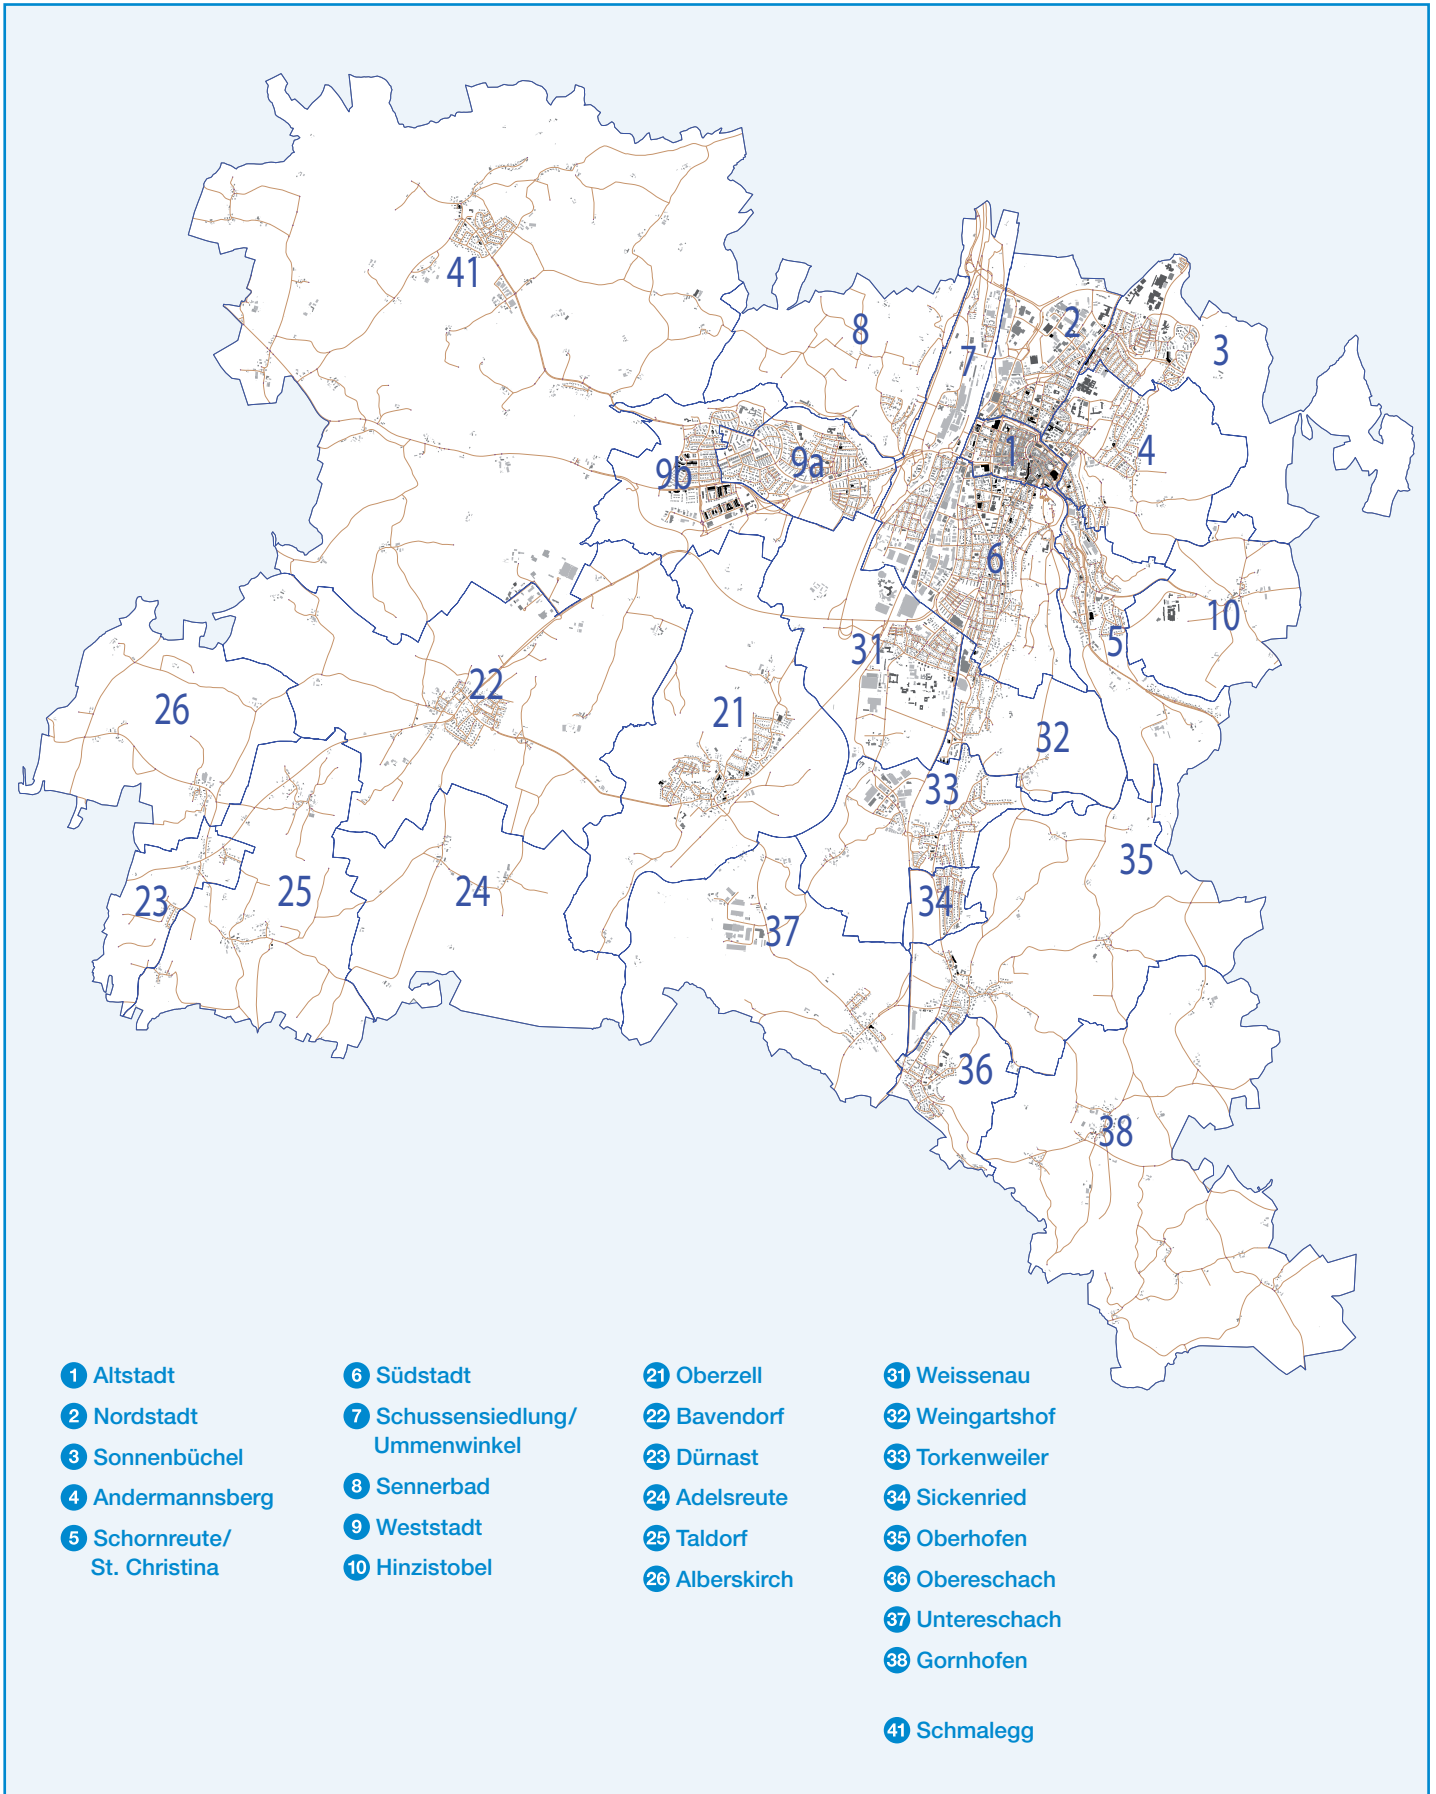 41
8
7
2
3
9b
9a
1
4
6
10
5
31
26
22
21
32
33
35
23
25
24
34
37
36
38
1 Altstadt
2 Nordstadt
3 Sonnenbüchel
4 Andermannsberg
5 Schornreute/
St. Christina
6 Südstadt
7 Schussensiedlung/
Ummenwinkel
8 Sennerbad
9 Weststadt
10 Hinzistobel
21 Oberzell
22 Bavendorf
23 Dürnast
24 Adelsreute
25 Taldorf
26 Alberskirch
31 Weissenau
32 Weingartshof
33 Torkenweiler
34 Sickenried
35 Oberhofen
36 Obereschach
37 Untereschach
38 Gornhofen
41 Schmalegg